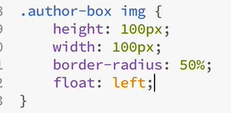 .author-box img {
height: 100px;
width: 100px;
border-radius: 50%;
float: left;
}